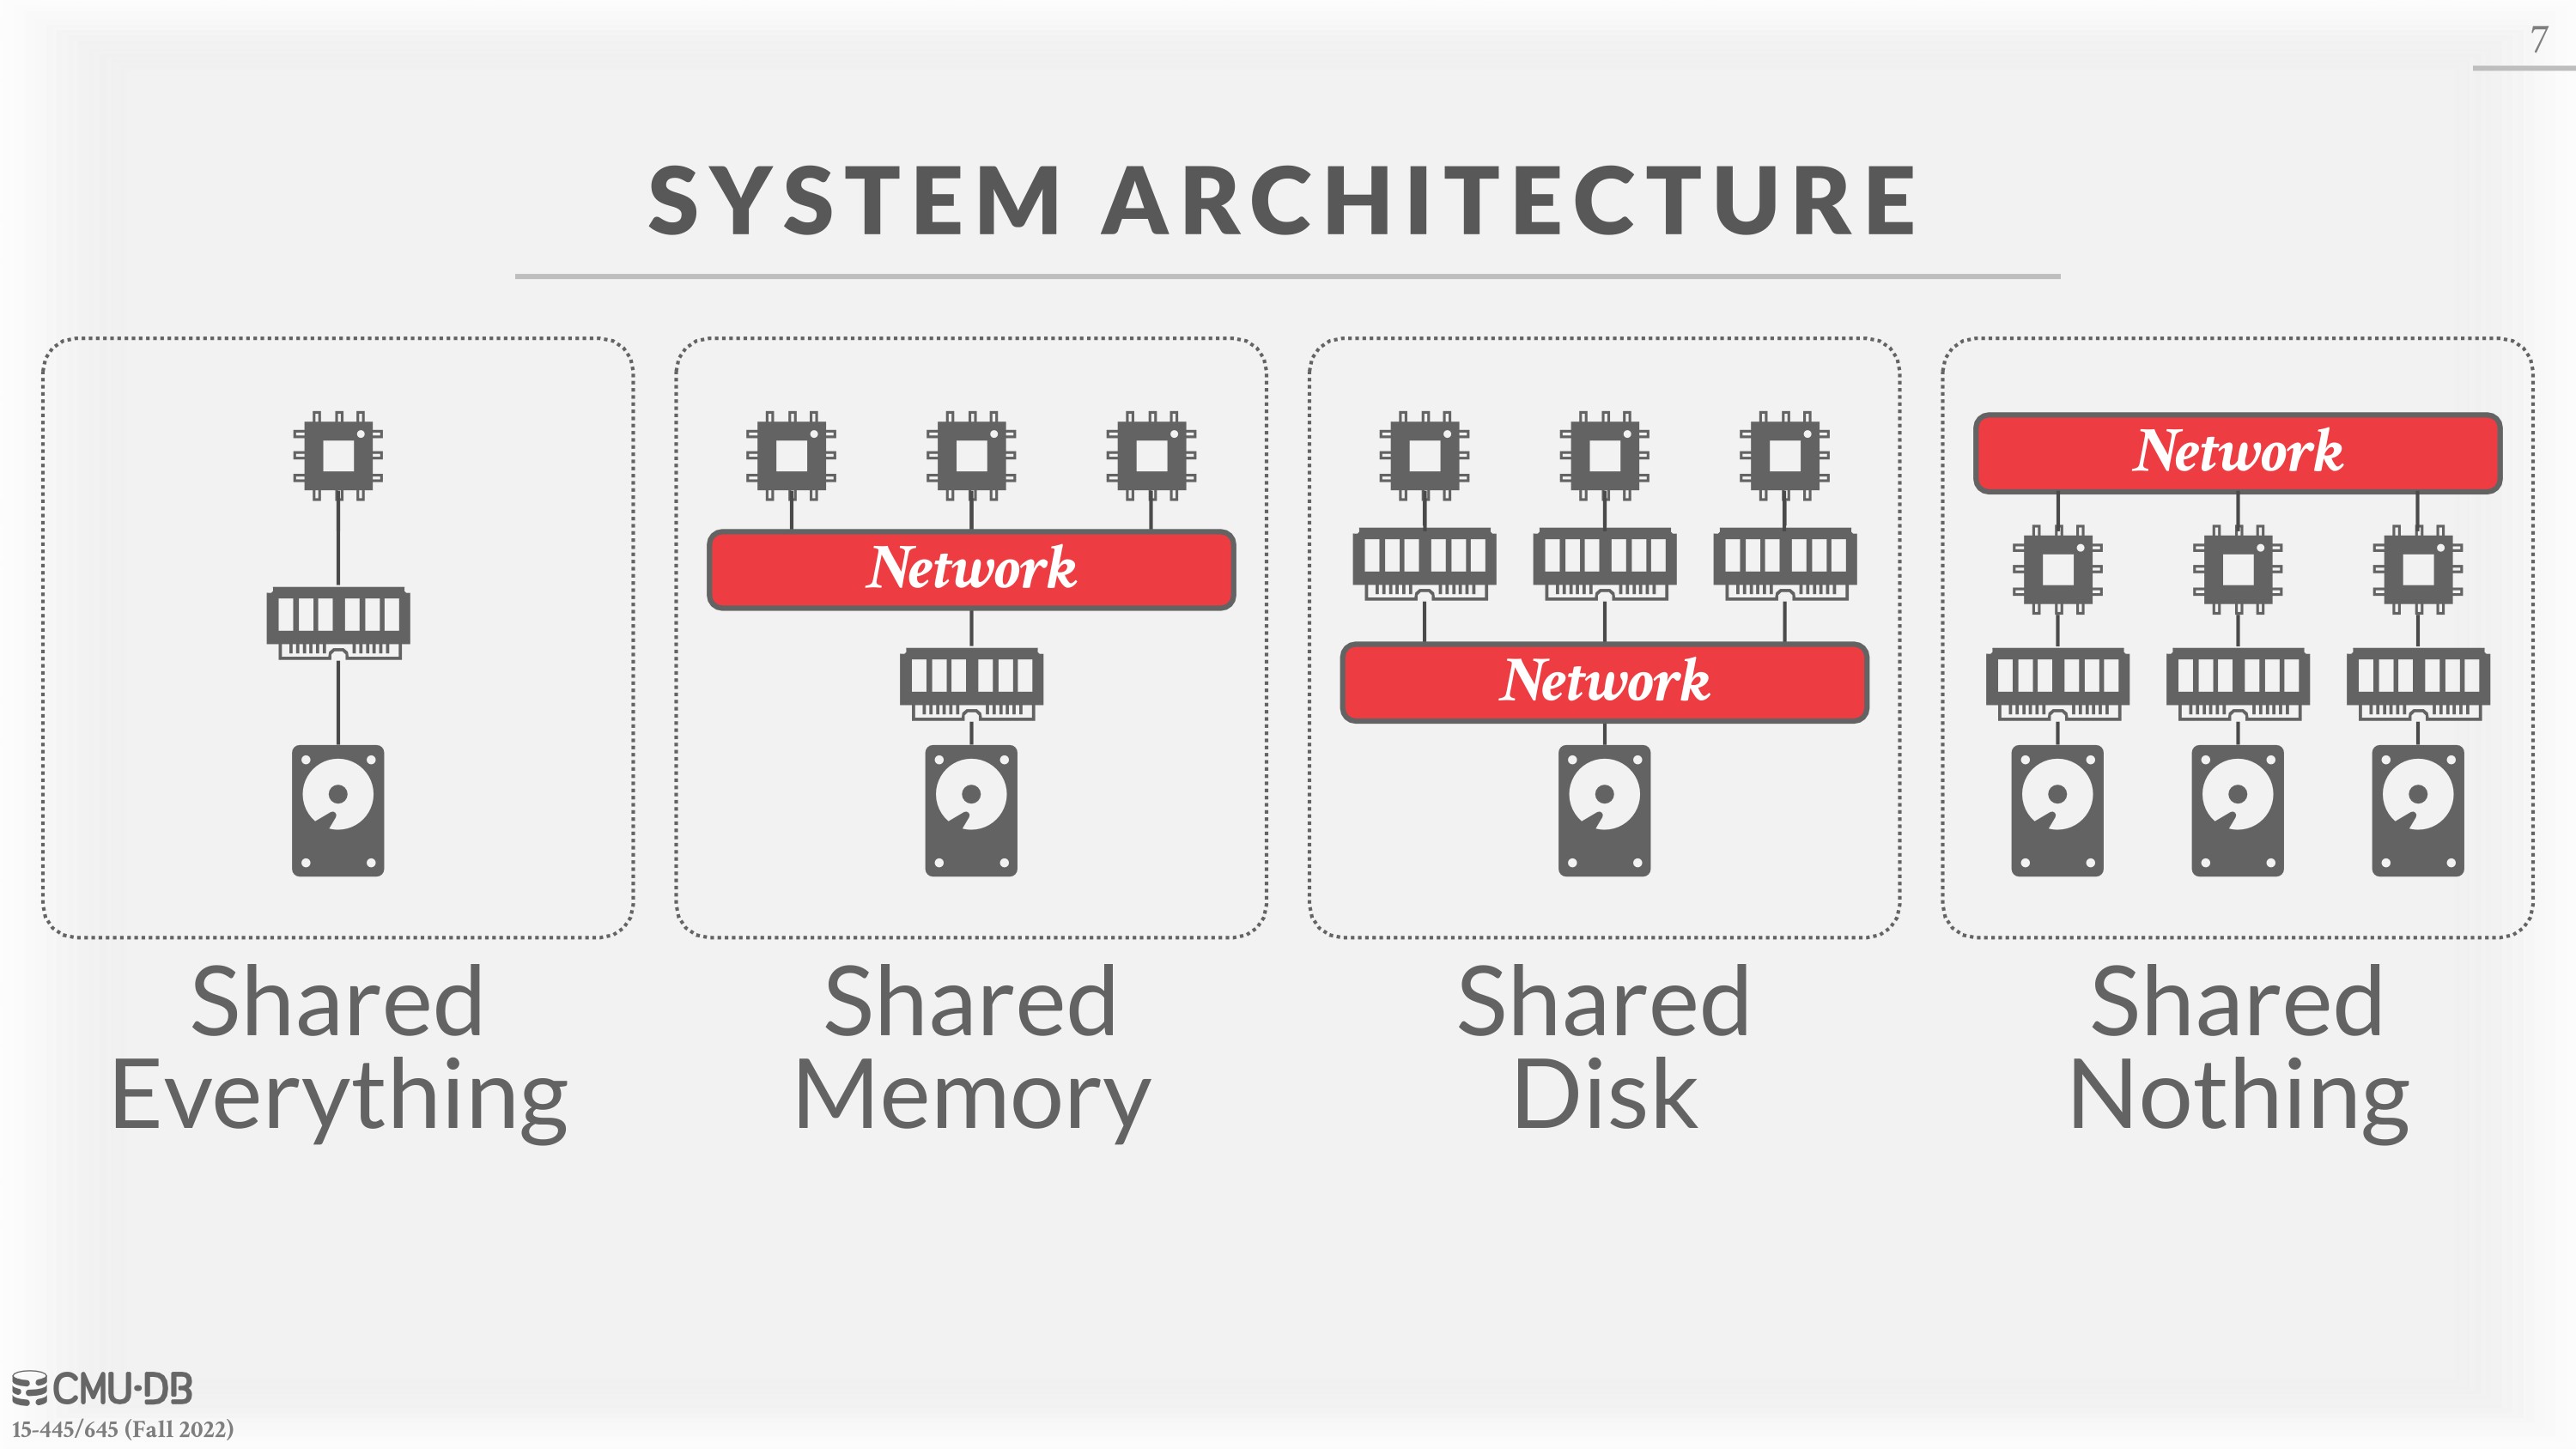 7
SYSTEM ARCHITECTURE
Network
Network
Network
Shared
Everything
Shared
Memory
Shared
Disk
Shared
Nothing
CMU·DB
15-445/645 (Fall 2022)